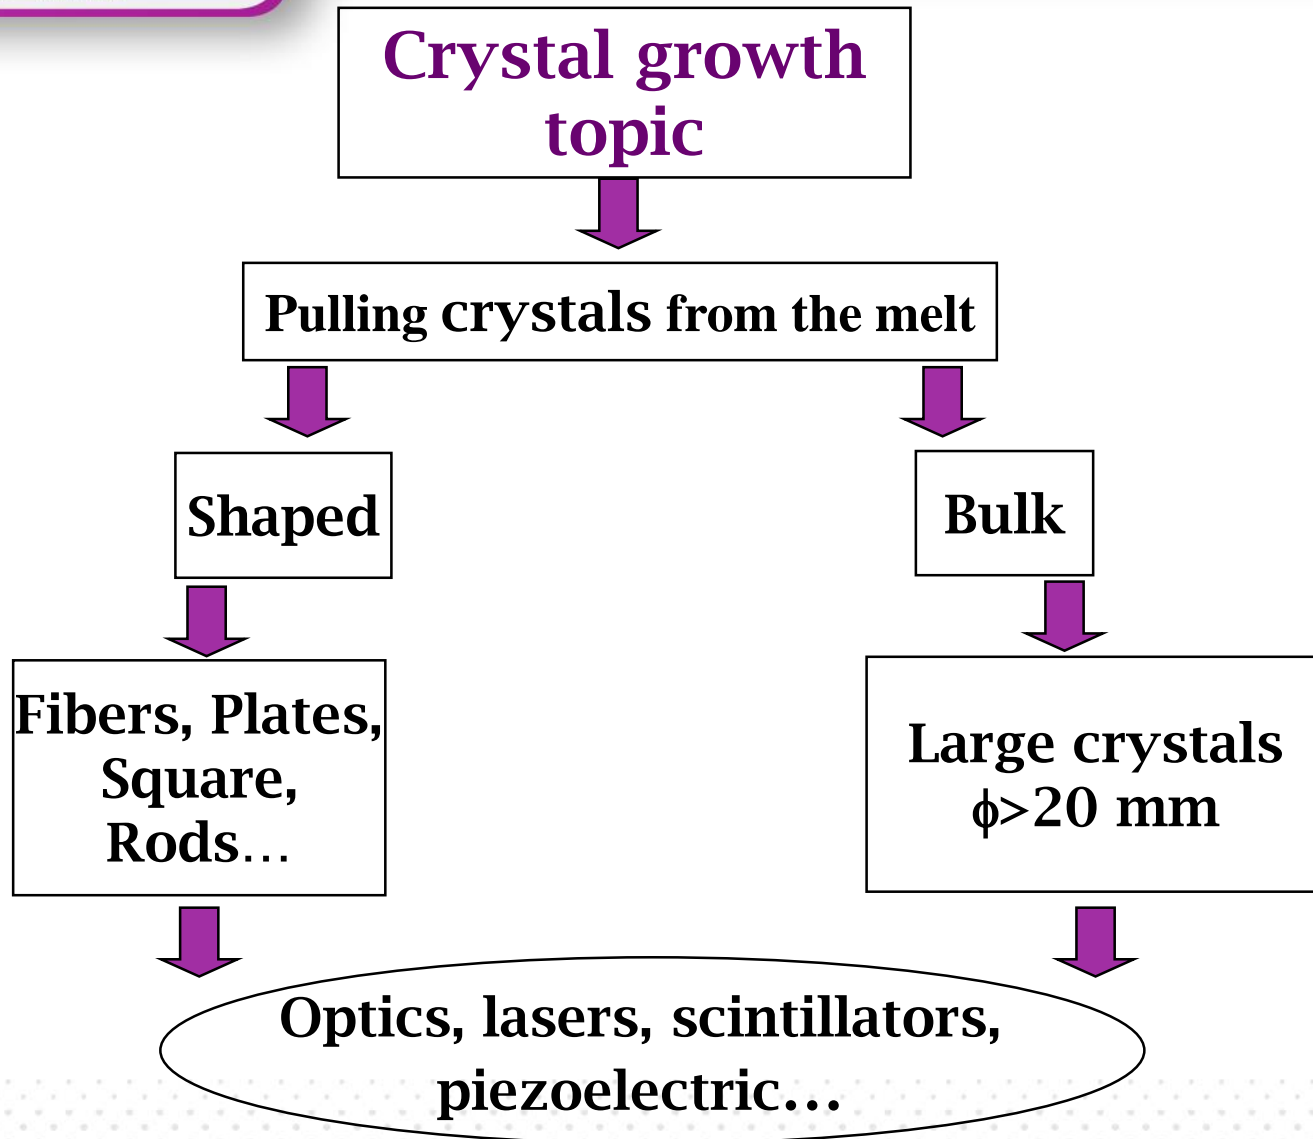 Crystal growth
topic
Pulling crystals from the melt
Shaped
Bulk
Fibers, Plates,
Square,
Rods…
Large crystals
ϕ>20 mm
Optics, lasers, scintillators,
piezoelectric…